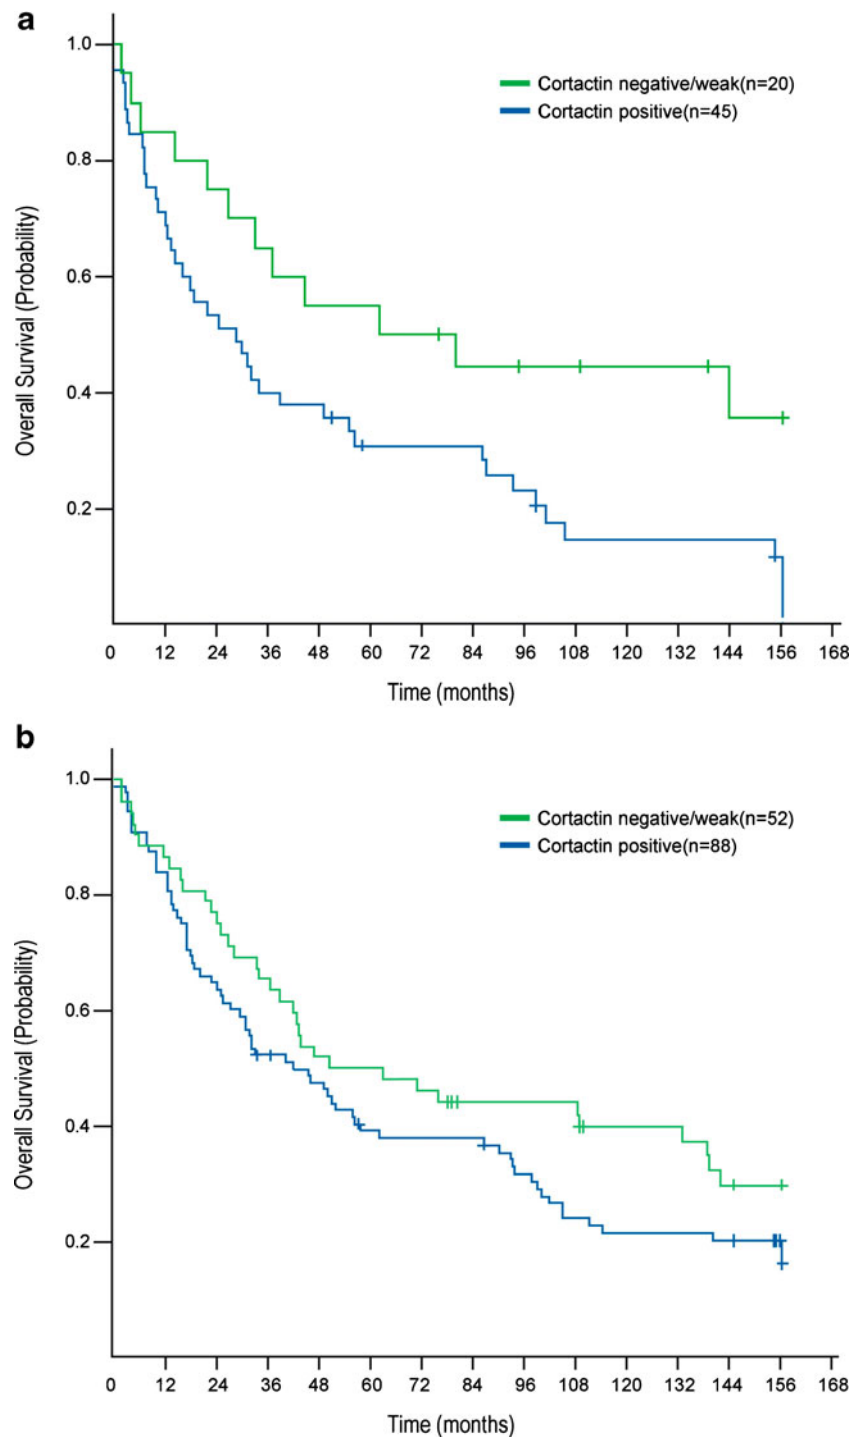 a
1.0
0.8
0.6
0.4
0.2
Overall Survival (Probability)
Cortactin negative/weak(n=20)
Cortactin positive(n=45)
0 12 24 36 48 60 72 84 96 108 120 132 144 156 168
Time (months)
b
1.0
0.8
0.6
0.4
0.2
Overall Survival (Probability)
Cortactin negative/weak(n=52)
Cortactin positive(n=88)
0 12 24 36 48 60 72 84 96 108 120 132 144 156 168
Time (months)